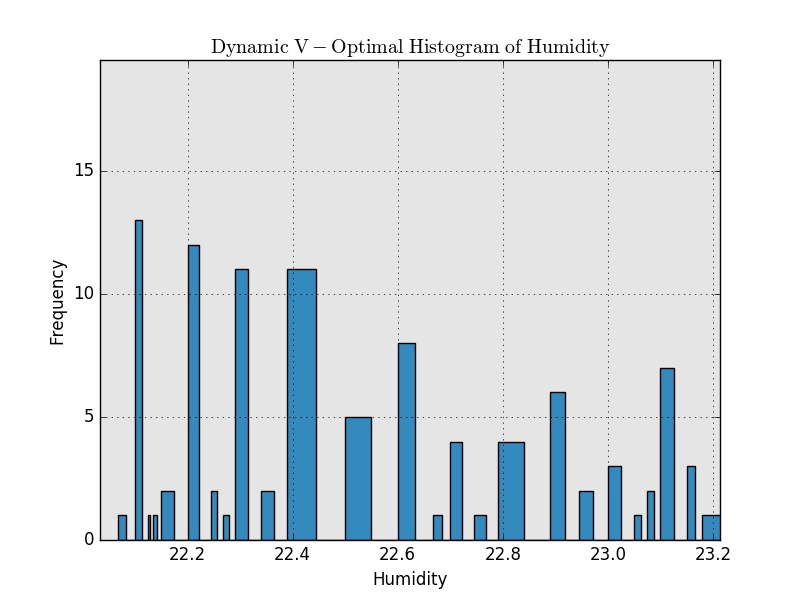 Dynamic V − Optimal Histogram of Humidity
15
10
5
0
Frequency
22.2 22.4 22.6 22.8 23.0 23.2
Humidity